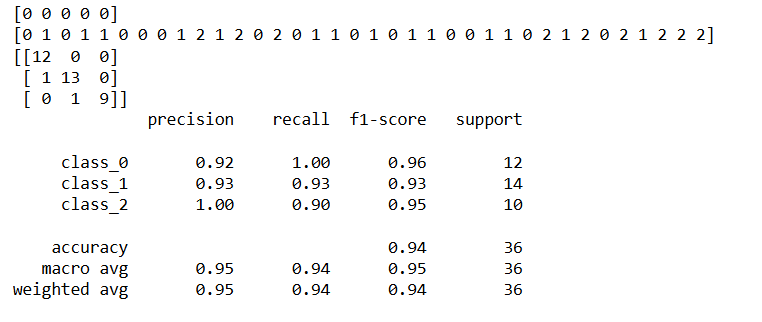 [0 0 0 0 0]
[0 1 0 1 1 0 0 0 1 2 1 2 0 2 0 1 1 0 1 0 1 1 0 0 1 1 0 2 1 2 0 2 1 2 2 2]
[[12  0  0]
 [ 1 13  0]
 [ 0  1  9]]
              precision    recall  f1-score   support

     class_0       0.92      1.00      0.96        12
     class_1       0.93      0.93      0.93        14
     class_2       1.00      0.90      0.95        10

    accuracy                           0.94        36
   macro avg       0.95      0.94      0.95        36
weighted avg       0.95      0.94      0.94        36